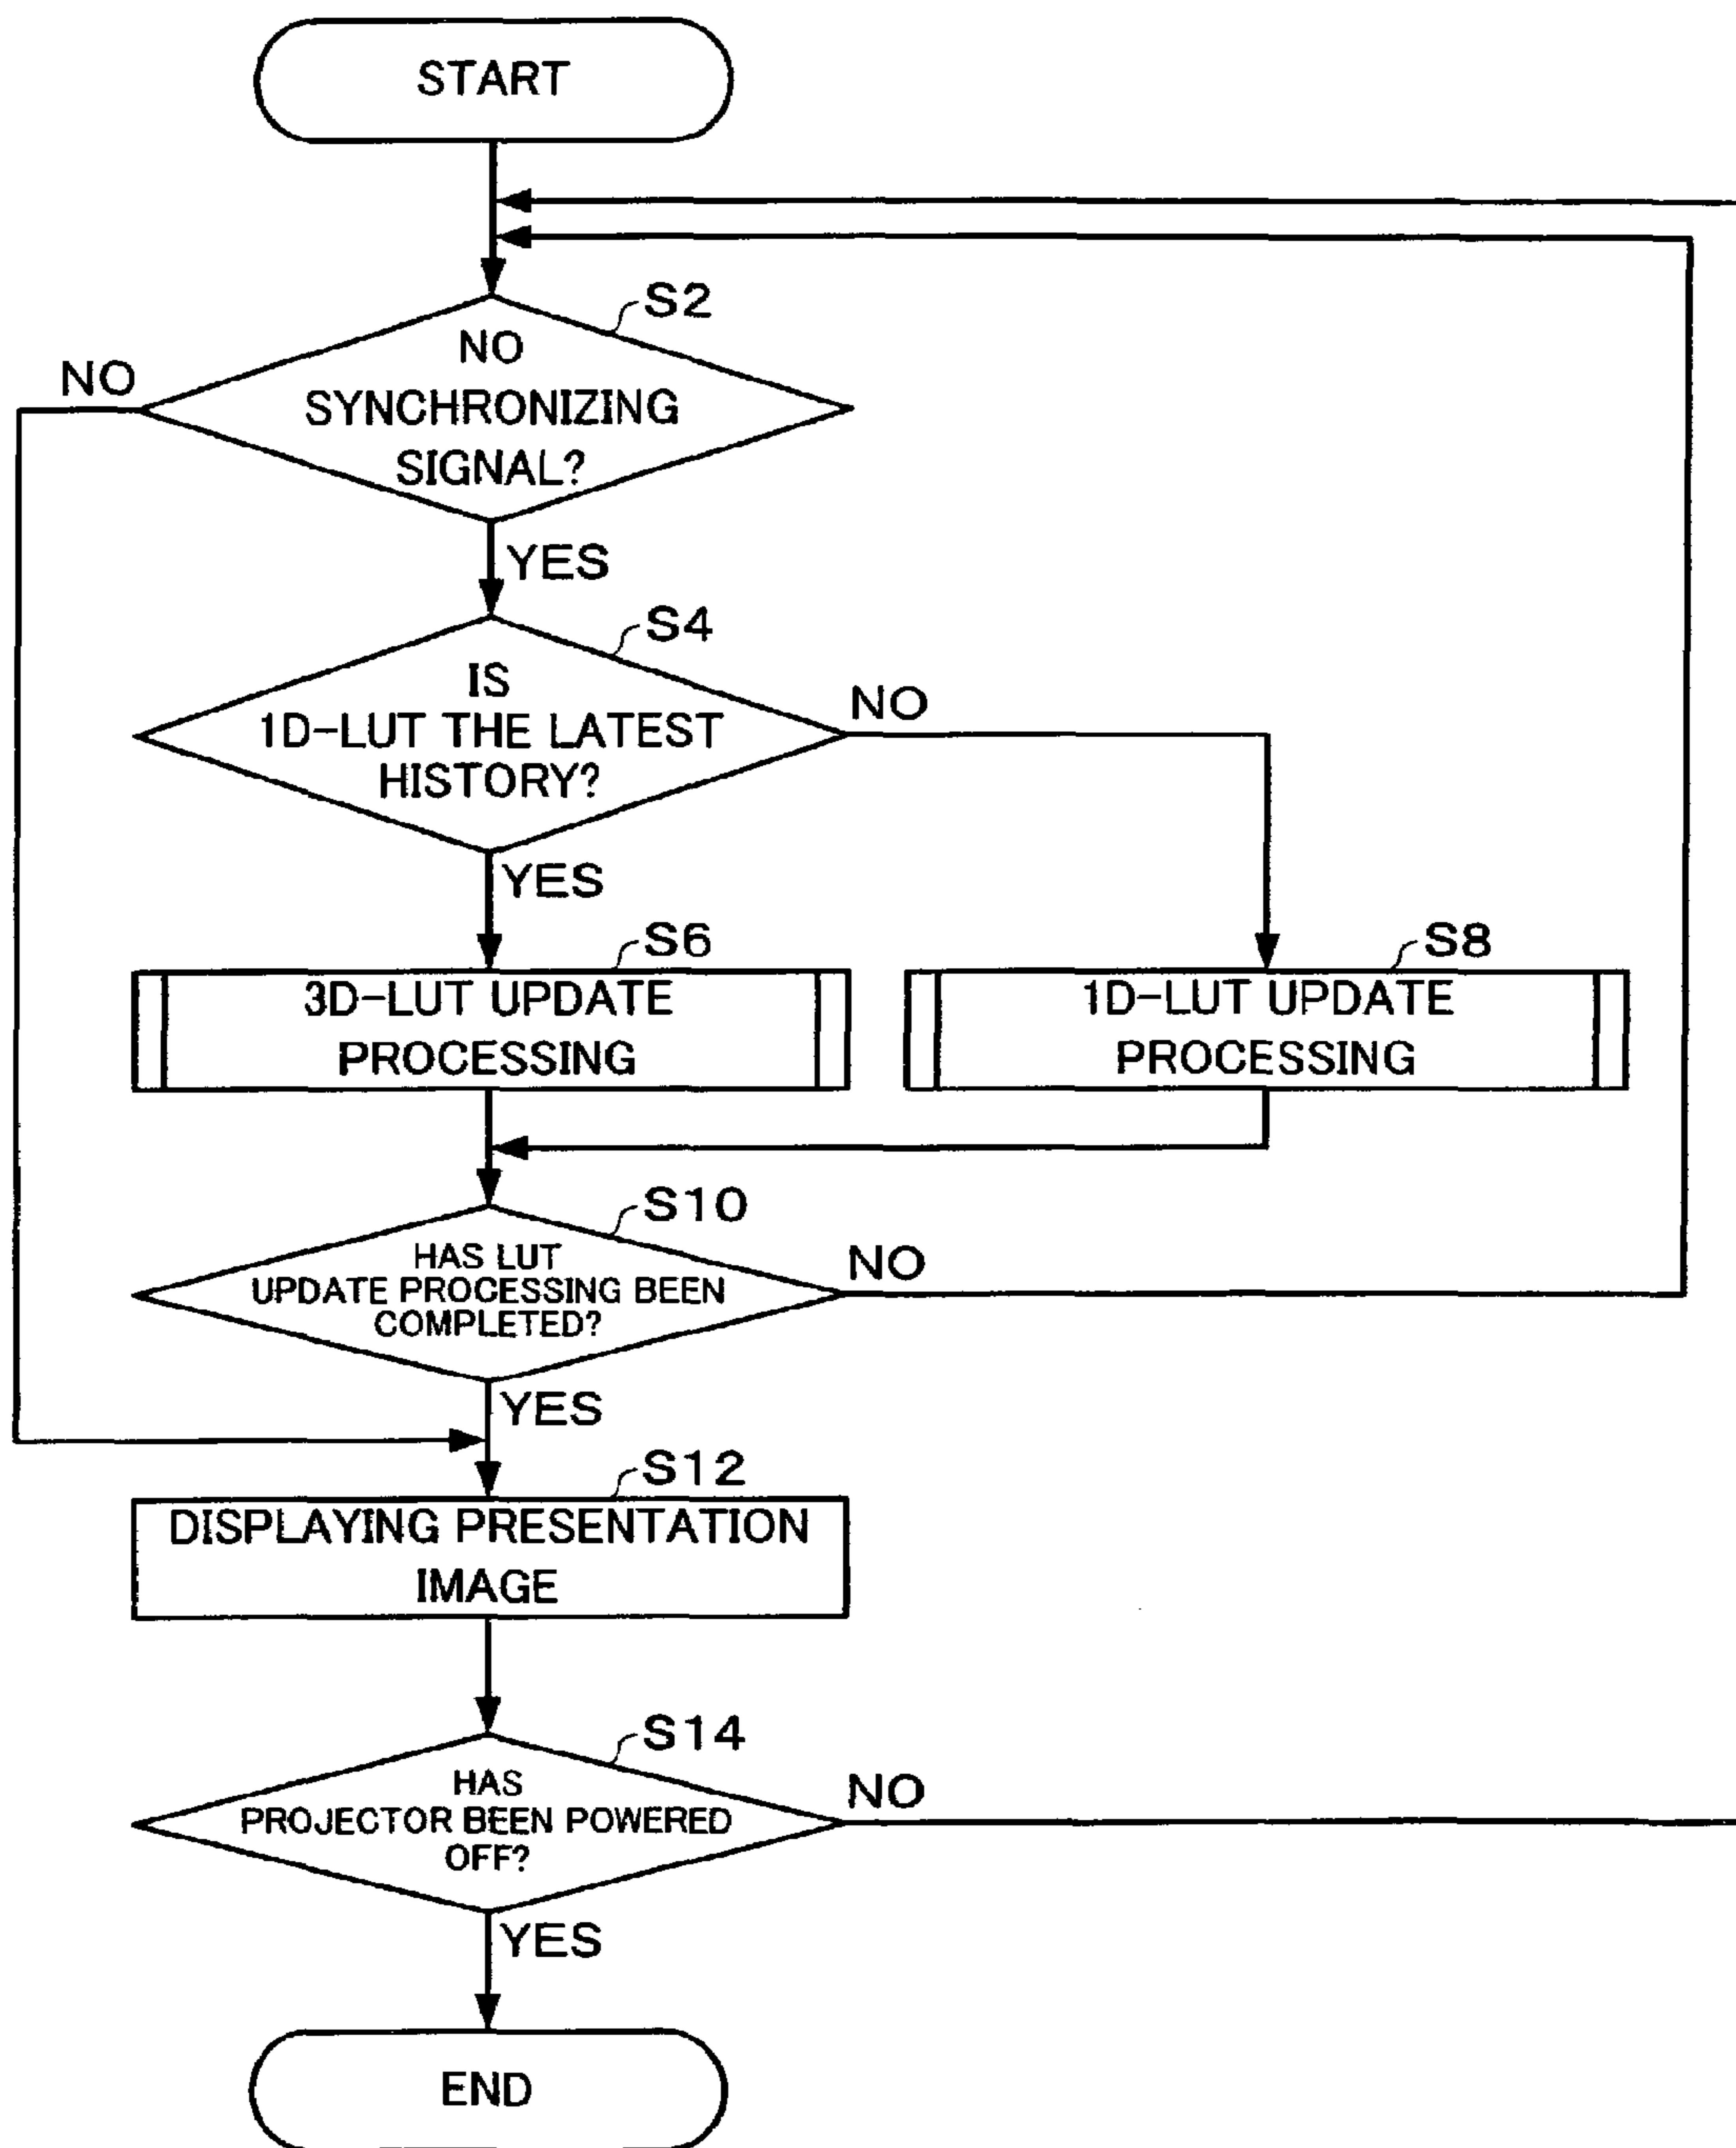 START
S2
NO
NO
SYNCHRONIZING
SIGNAL?
YES
S4
IS
1D-LUT THE LATEST
HISTORY?
NO
YES
S6
S8
3D-LUT UPDATE
PROCESSING
1D-LUT UPDATE
PROCESSING
S10
HAS LUT
UPDATE PROCESSING BEEN
COMPLETED?
NO
YES
S12
DISPLAYING PRESENTATION
IMAGE
S14
HAS
PROJECTOR BEEN POWERED
OFF?
NO
YES
END